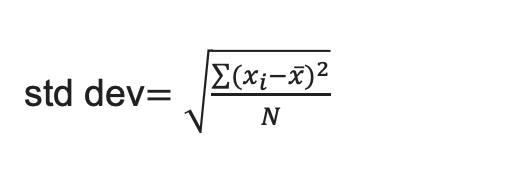 std dev= √(∑(xᵢ−x̄)²/N)